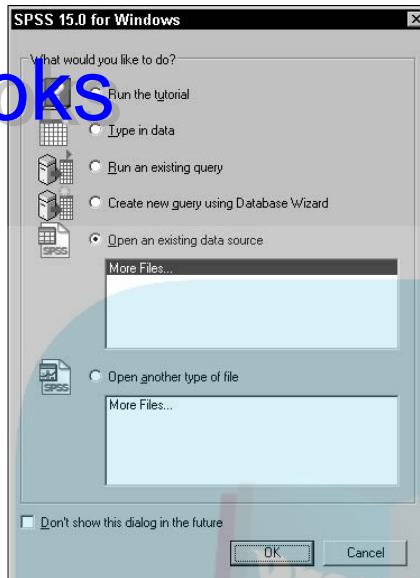 SPSS 15.0 for Windows
What would you like to do?
oks
Run the tutorial
Type in data
Run an existing query
Create new query using Database Wizard
SPSS
Open an existing data source
More Files...
SPSS
Open another type of file
More Files...
Don't show this dialog in the future
OK
Cancel